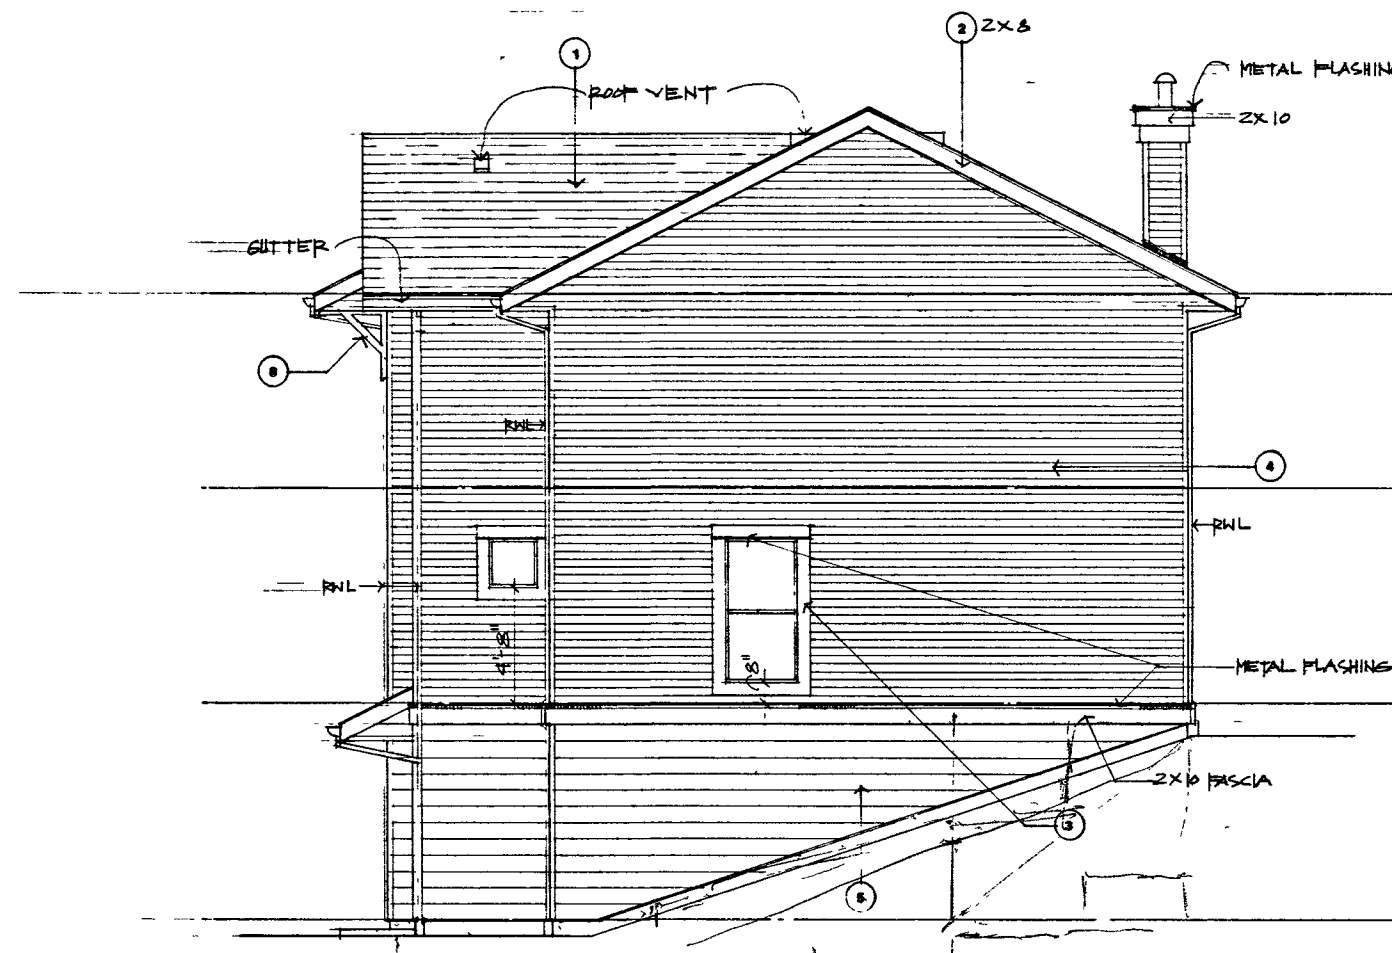 2 2X8
1
METAL FLASHING
ROOF VENT
2X10
GUTTER
8
RWL
4
RWL
RWL
4'-8"
8"
METAL FLASHING
2X10 FASCIA
3
5